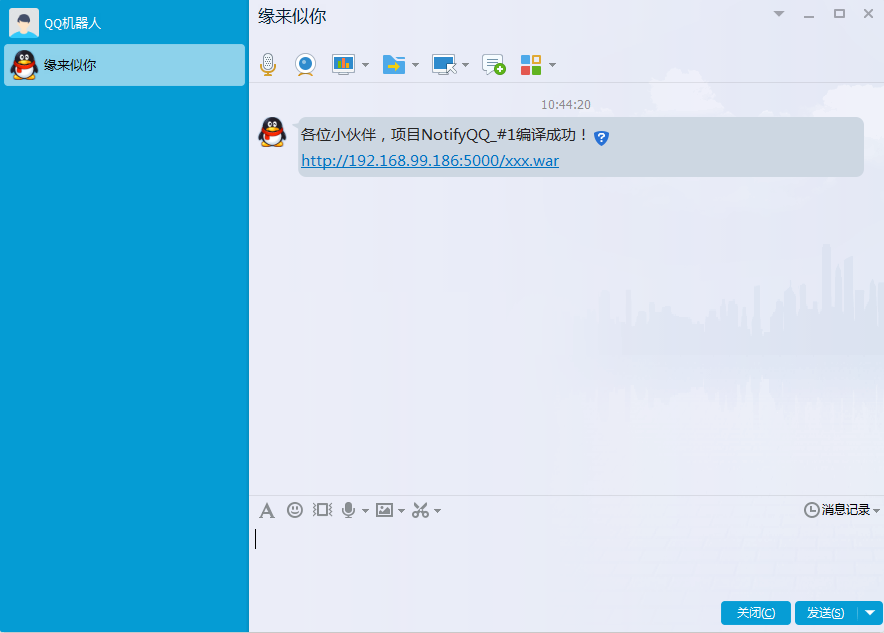 QQ机器人
缘来似你
缘来似你
10:44:20
各位小伙伴，项目NotifyQQ_#1编译成功！
http://192.168.99.186:5000/xxx.war
消息记录
关闭(C)
发送(S)